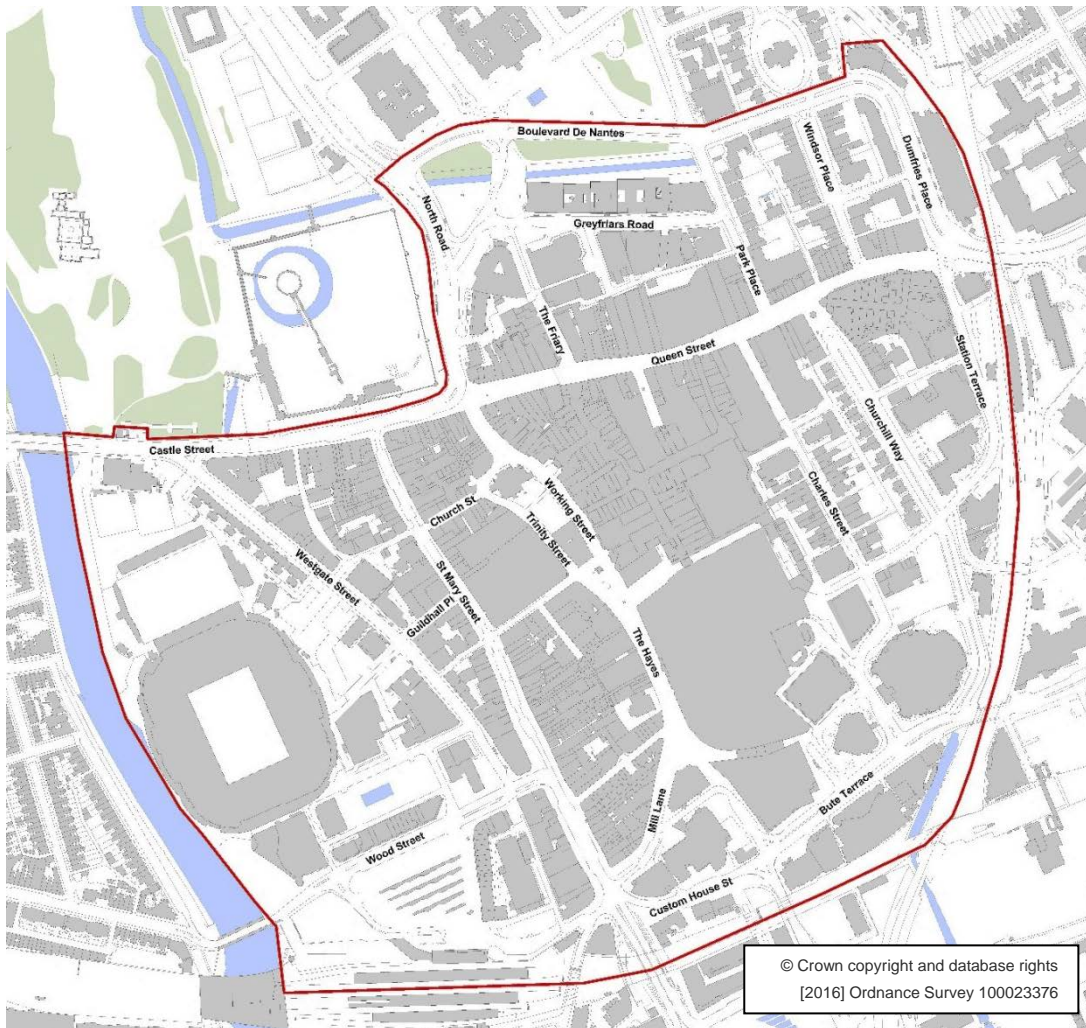 Boulevard De Nantes
Windsor Place
Dumfries Place
North Road
Greyfriars Road
Park Place
The Friary
Queen Street
Station Terrace
Churchill Way
Castle Street
Charles Street
Church St
Working Street
Trinity Street
Westgate Street
St Mary Street
Guildhall Pl
The Hayes
Mill Lane
Bute Terrace
Wood Street
Custom House St
© Crown copyright and database rights
[2016] Ordnance Survey 100023376